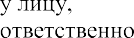 у лицу,
ответственно